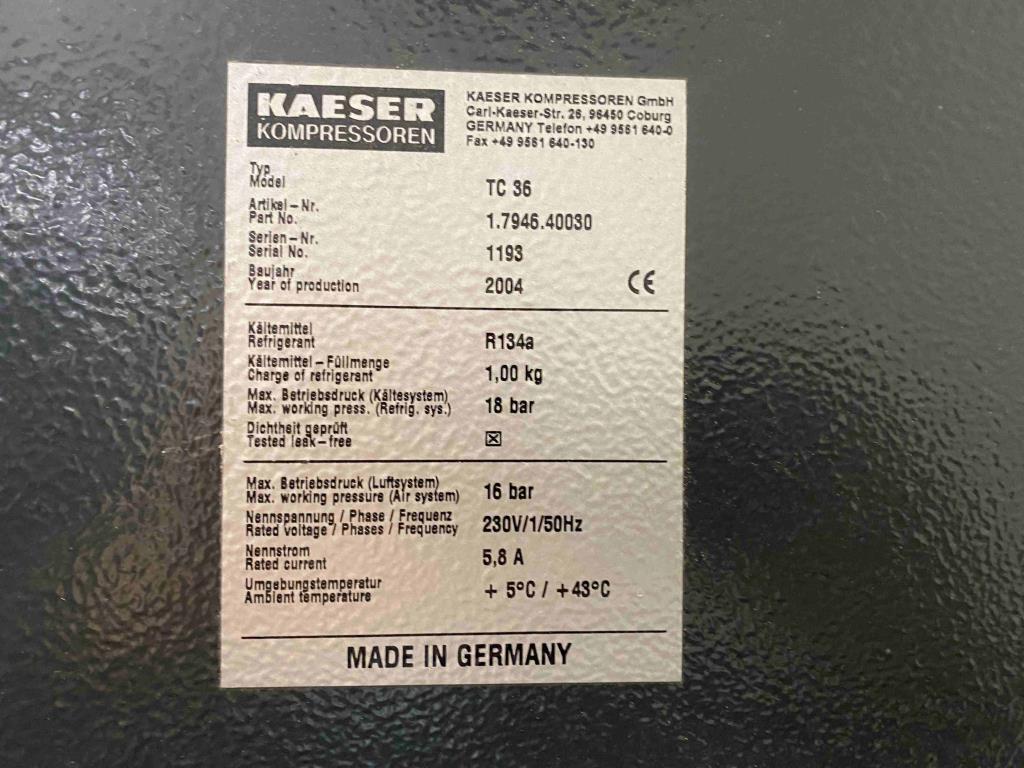 KAESER
KOMPRESSOREN
KAESER KOMPRESSOREN GmbH
Carl-Kaeser-Str. 26, 96450 Coburg
GERMANY Telefon +49 9561 640-0
Fax +49 9561 640-130
Typ
Model TC 36
Artikel-Nr.
Part No. 1.7946.40030
Serien-Nr.
Serial No. 1193
Baujahr
Year of production 2004 CE
Kältemittel
Refrigerant R134a
Kältemittel-Füllmenge
Charge of refrigerant 1,00 kg
Max. Betriebsdruck (Kältesystem)
Max. working press. (Refrig. sys.) 18 bar
Dichtheit geprüft
Tested leak-free ☒
Max. Betriebsdruck (Luftsystem)
Max. working pressure (Air system) 16 bar
Nennspannung / Phase / Frequenz
Rated voltage / Phases / Frequency 230V/1/50Hz
Nennstrom
Rated current 5,8 A
Umgebungstemperatur
Ambient temperature + 5°C / +43°C
MADE IN GERMANY